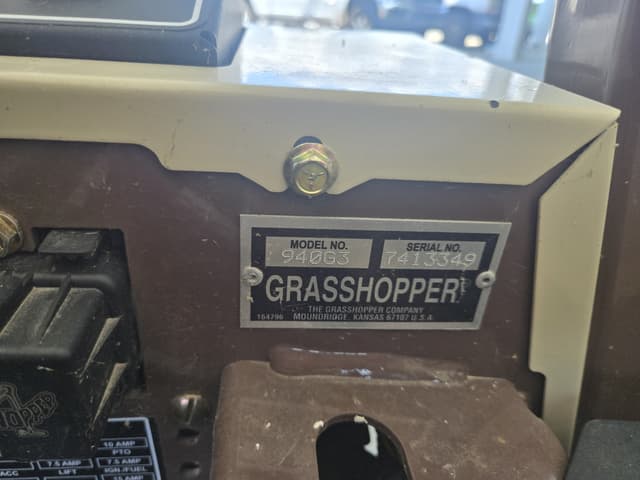 MODEL NO. SERIAL NO.
940G3 7413349
GRASSHOPPER
THE GRASSHOPPER COMPANY
164796 MOUNDRIDGE, KANSAS 67107 U.S.A.
10 AMP
PTO
7.5 AMP 7.5 AMP
ACC LIFT IGN/FUEL